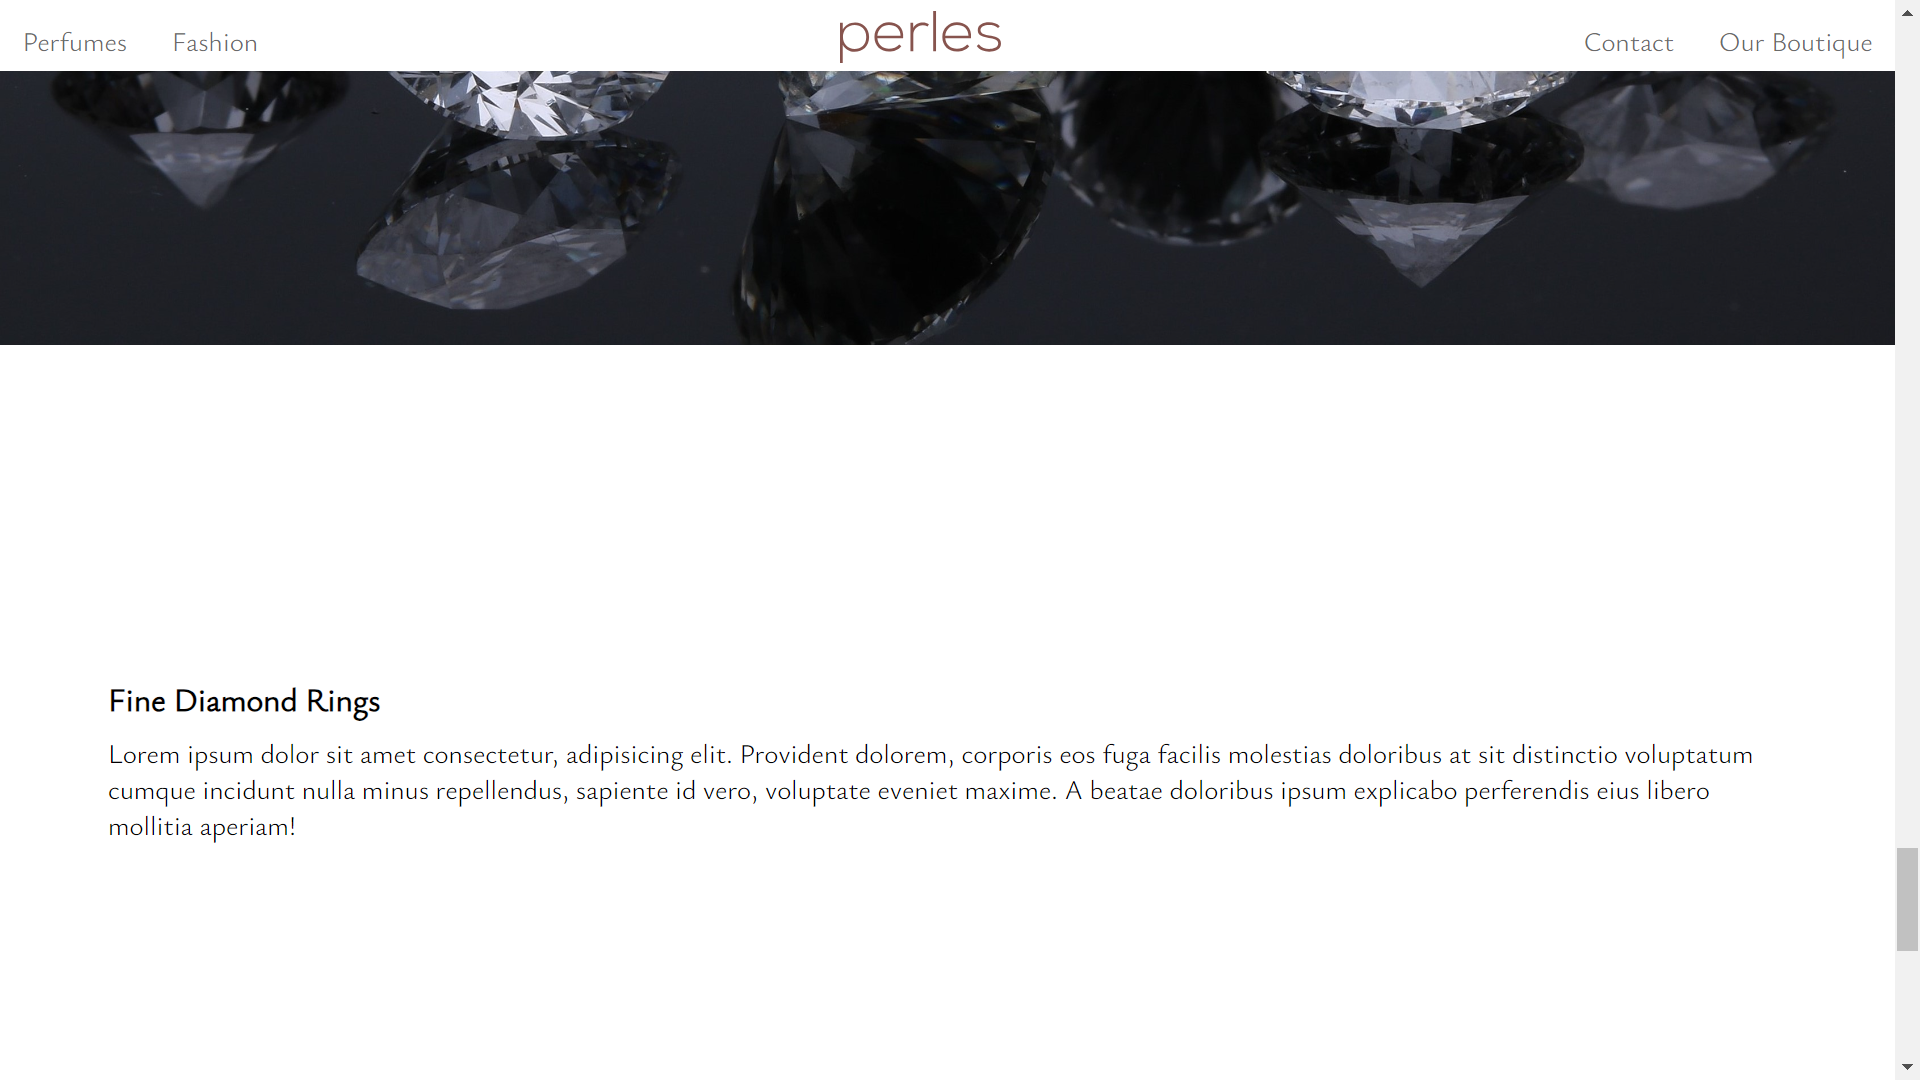 Perfumes Fashion perles Contact Our Boutique
Fine Diamond Rings
Lorem ipsum dolor sit amet consectetur, adipisicing elit. Provident dolorem, corporis eos fuga facilis molestias doloribus at sit distinctio voluptatum
cumque incidunt nulla minus repellendus, sapiente id vero, voluptate eveniet maxime. A beatae doloribus ipsum explicabo perferendis eius libero
mollitia aperiam!